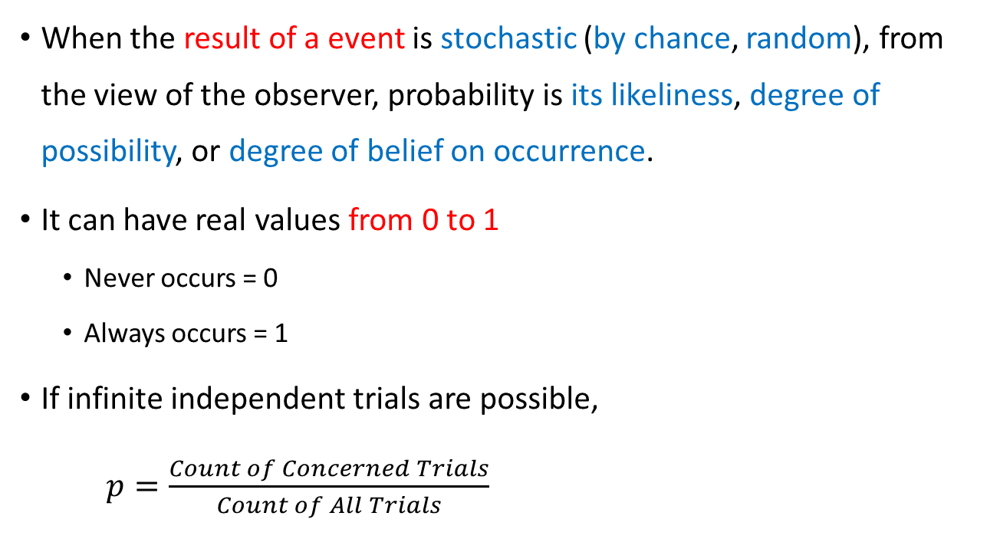 • When the result of a event is stochastic (by chance, random), from
the view of the observer, probability is its likeliness, degree of
possibility, or degree of belief on occurrence.
• It can have real values from 0 to 1
• Never occurs = 0
• Always occurs = 1
• If infinite independent trials are possible,
p = Count of Concerned Trials / Count of All Trials